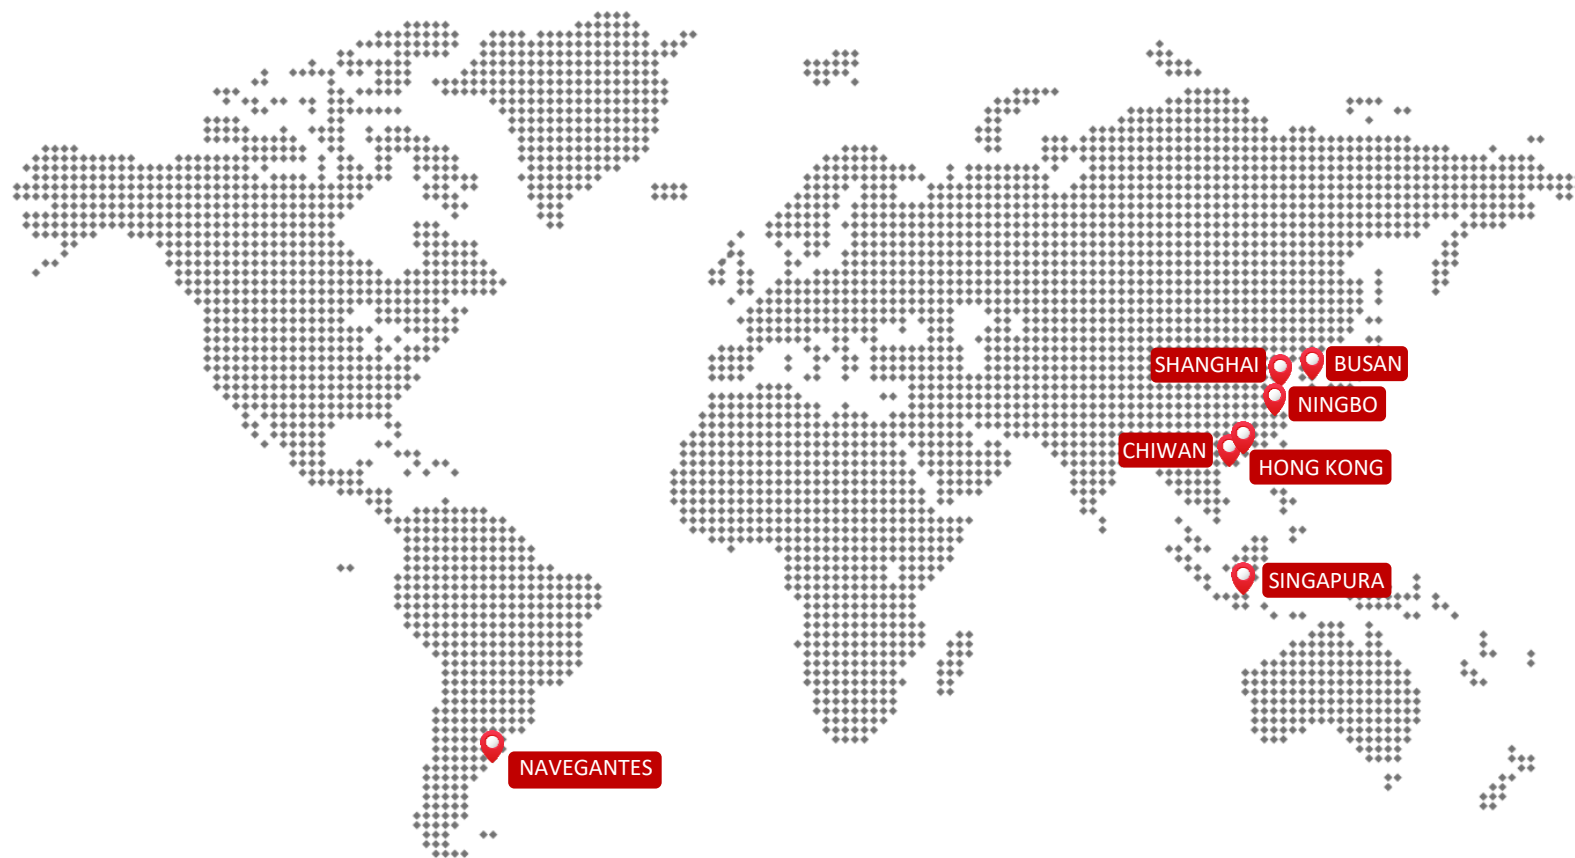 SHANGHAI
BUSAN
NINGBO
CHIWAN
HONG KONG
SINGAPURA
NAVEGANTES